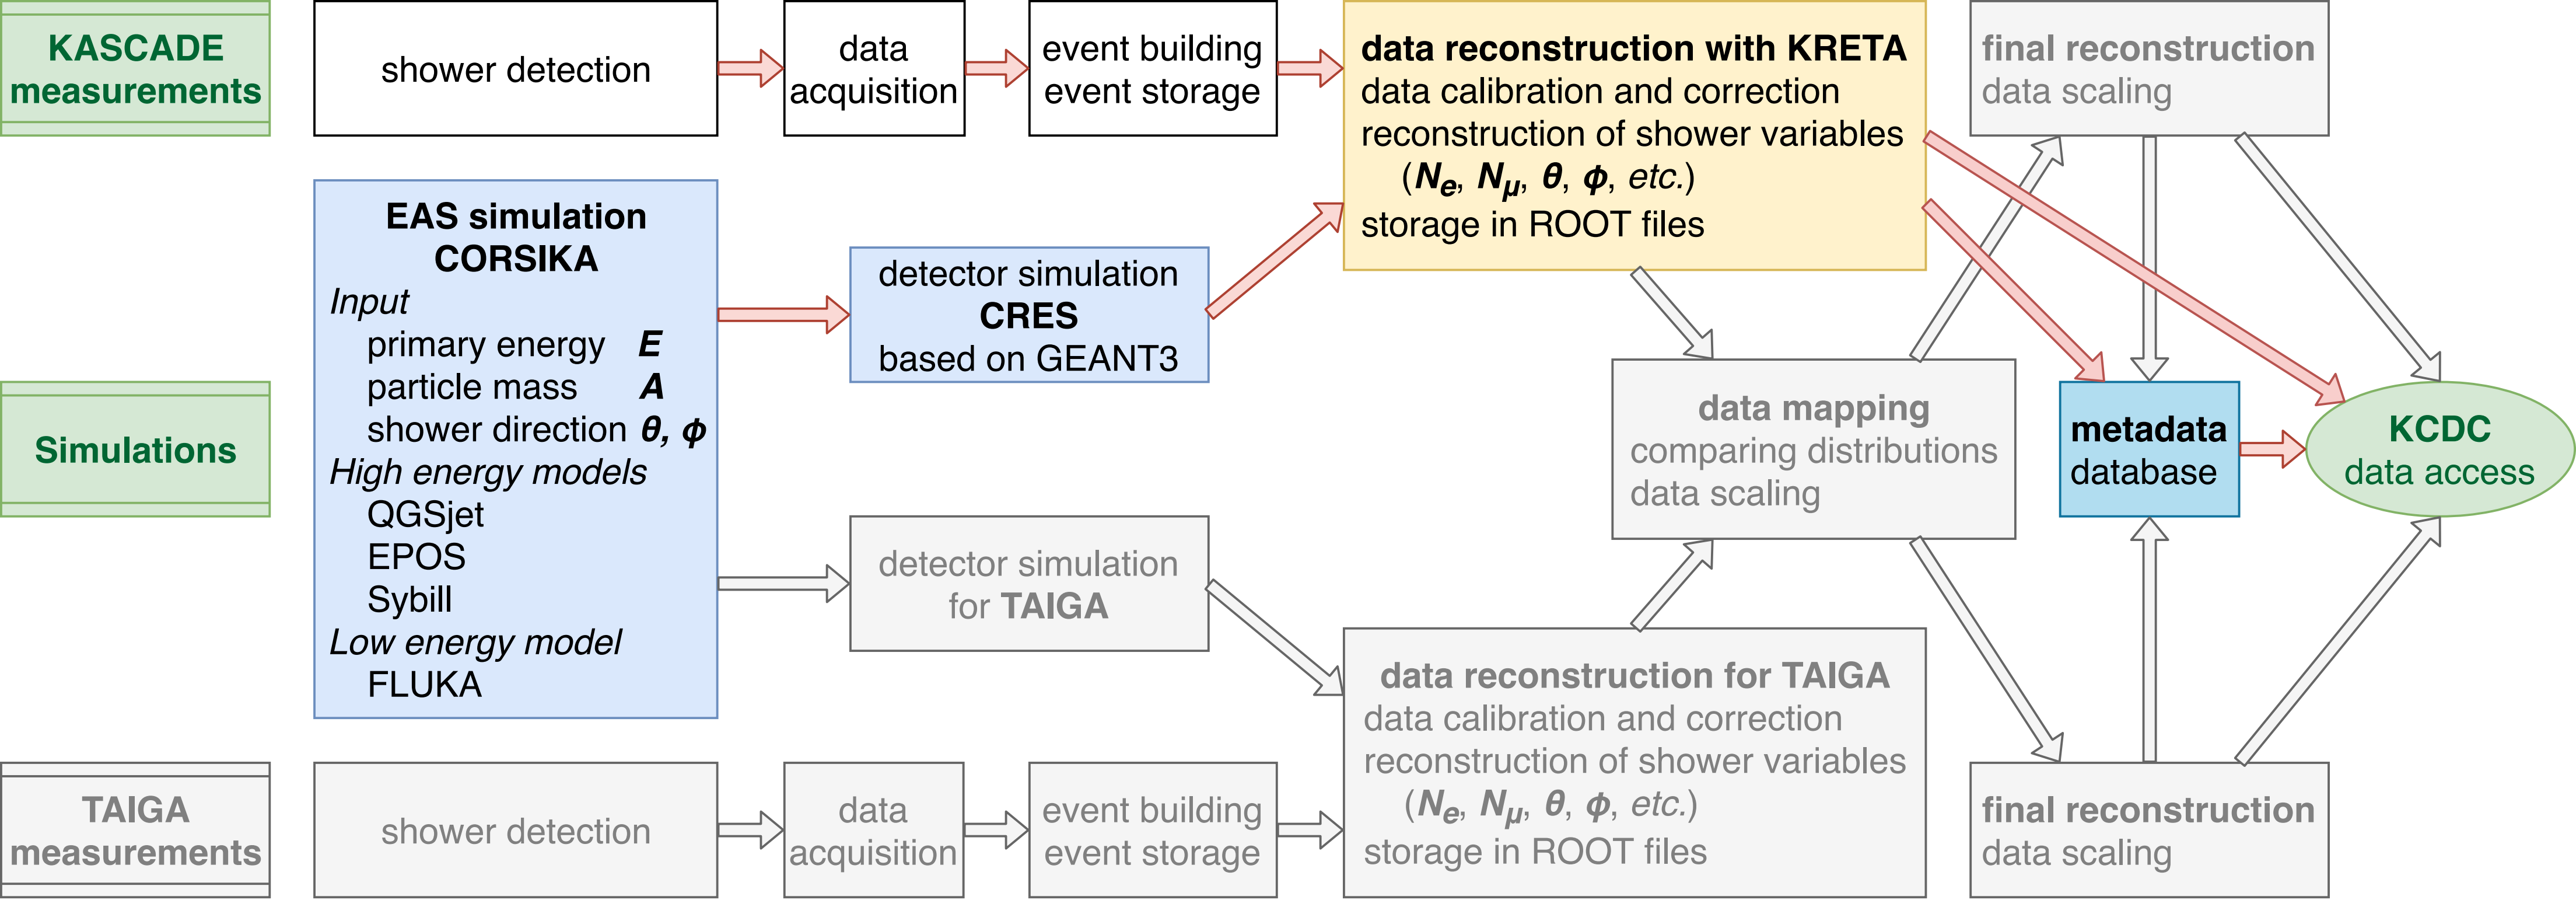 KASCADE
measurements
shower detection
data
acquisition
event building
event storage
data reconstruction with KRETA
data calibration and correction
reconstruction of shower variables
(Ne, Nμ, θ, ϕ, etc.)
storage in ROOT files
final reconstruction
data scaling
Simulations
EAS simulation
CORSIKA
Input
primary energy E
particle mass A
shower direction θ, ϕ
High energy models
QGSjet
EPOS
Sybill
Low energy model
FLUKA
detector simulation
CRES
based on GEANT3
detector simulation
for TAIGA
data mapping
comparing distributions
data scaling
metadata
database
KCDC
data access
TAIGA
measurements
shower detection
data
acquisition
event building
event storage
data reconstruction for TAIGA
data calibration and correction
reconstruction of shower variables
(Ne, Nμ, θ, ϕ, etc.)
storage in ROOT files
final reconstruction
data scaling